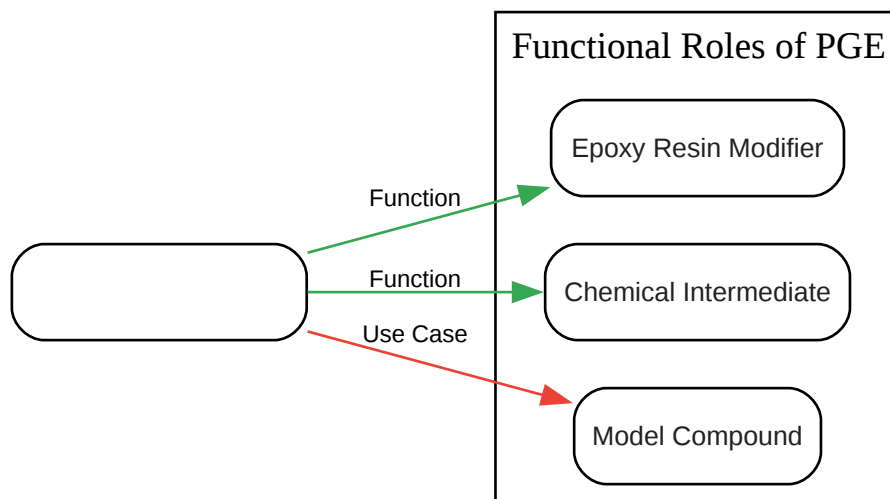 Functional Roles of PGE
Epoxy Resin Modifier
Function
Function
Chemical Intermediate
Use Case
Model Compound